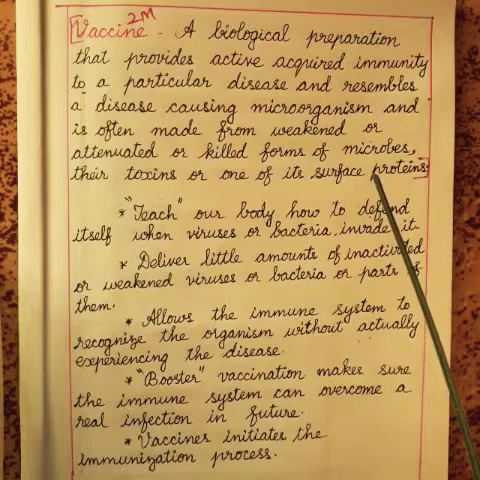 2M
[Vaccine - A biological preparation
that provides active acquired immunity
to a particular disease and resembles
a disease causing microorganism and
is often made from weakened or
attenuated or killed forms of microbes,
their toxins or one of its surface proteins.]
* "Teach" our body how to defend
itself when viruses or bacteria, invade it.
* Deliver little amounts of inactivated
or weakened viruses or bacteria or parts of
them.
* Allows the immune system to
recognize the organism without actually
experiencing the disease.
* "Booster" vaccination makes sure
the immune system can overcome a
real infection in future.
* Vaccines initiates the
immunization process.